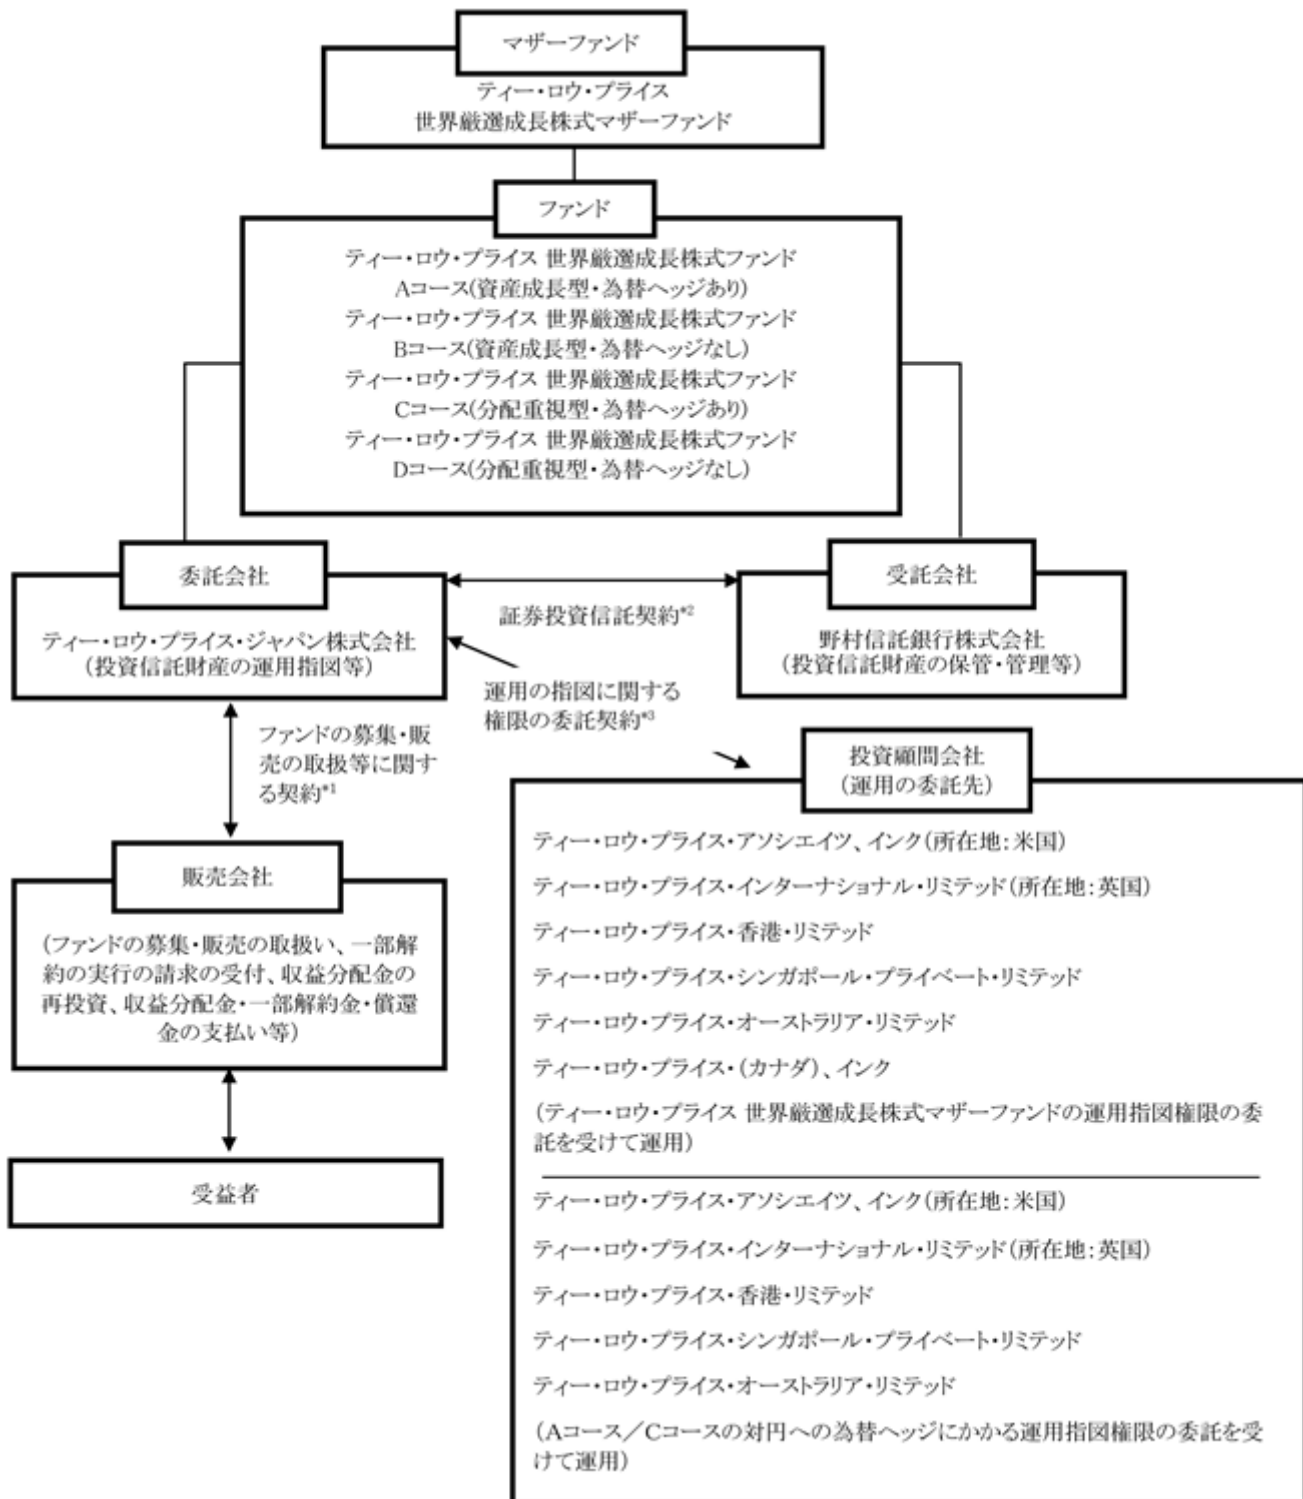 マザーファンド
ティー・ロウ・プライス
世界厳選成長株式マザーファンド
ファンド
ティー・ロウ・プライス 世界厳選成長株式ファンド
Aコース(資産成長型・為替ヘッジあり)
ティー・ロウ・プライス 世界厳選成長株式ファンド
Bコース(資産成長型・為替ヘッジなし)
ティー・ロウ・プライス 世界厳選成長株式ファンド
Cコース(分配重視型・為替ヘッジあり)
ティー・ロウ・プライス 世界厳選成長株式ファンド
Dコース(分配重視型・為替ヘッジなし)
委託会社
ティー・ロウ・プライス・ジャパン株式会社
(投資信託財産の運用指図等)
証券投資信託契約*2
受託会社
野村信託銀行株式会社
(投資信託財産の保管・管理等)
運用の指図に関する
権限の委託契約*3
ファンドの募集・販
売の取扱等に関す
る契約*1
販売会社
(ファンドの募集・販売の取扱い、一部解
約の実行の請求の受付、収益分配金の
再投資、収益分配金・一部解約金・償還
金の支払い等)
受益者
投資顧問会社
(運用の委託先)
ティー・ロウ・プライス・アソシエイツ、インク(所在地:米国)
ティー・ロウ・プライス・インターナショナル・リミテッド(所在地:英国)
ティー・ロウ・プライス・香港・リミテッド
ティー・ロウ・プライス・シンガポール・プライベート・リミテッド
ティー・ロウ・プライス・オーストラリア・リミテッド
ティー・ロウ・プライス・(カナダ)、インク
(ティー・ロウ・プライス 世界厳選成長株式マザーファンドの運用指図権限の委
託を受けて運用)
ティー・ロウ・プライス・アソシエイツ、インク(所在地:米国)
ティー・ロウ・プライス・インターナショナル・リミテッド(所在地:英国)
ティー・ロウ・プライス・香港・リミテッド
ティー・ロウ・プライス・シンガポール・プライベート・リミテッド
ティー・ロウ・プライス・オーストラリア・リミテッド
(Aコース/Cコースの対円への為替ヘッジにかかる運用指図権限の委託を受
けて運用)